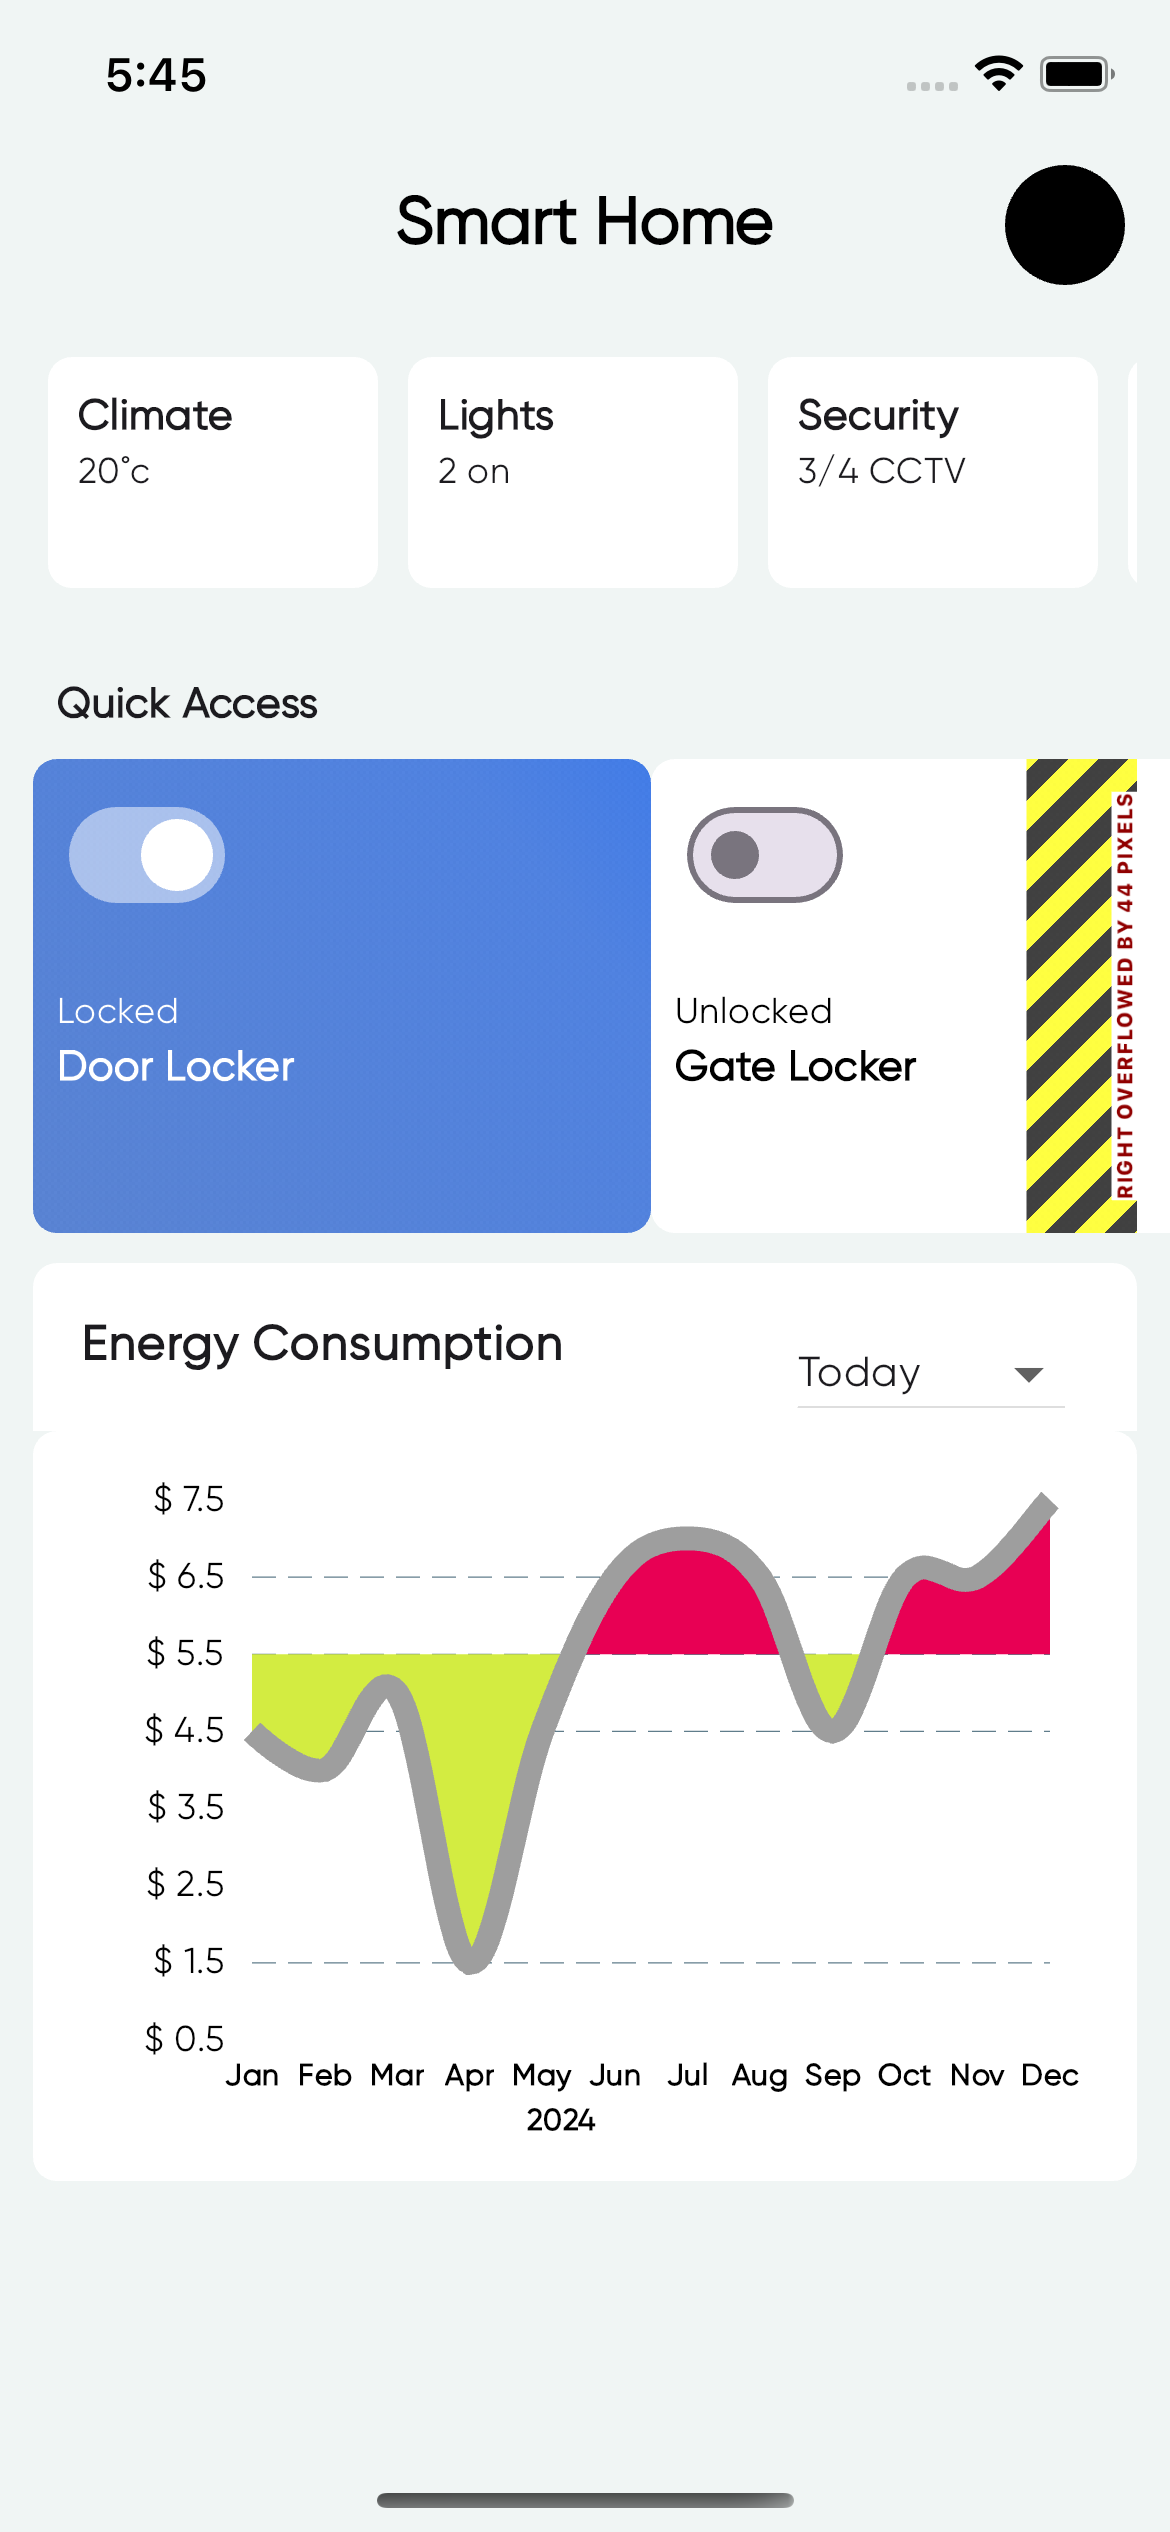 5:45
Smart Home
Climate
20°c
Lights
2 on
Security
3/4 CCTV
Quick Access
Locked
Door Locker
Unlocked
Gate Locker
RIGHT OVERFLOWED BY 44 PIXELS
Energy Consumption
Today
$ 7.5
$ 6.5
$ 5.5
$ 4.5
$ 3.5
$ 2.5
$ 1.5
$ 0.5
Jan Feb Mar Apr May Jun Jul Aug Sep Oct Nov Dec
2024